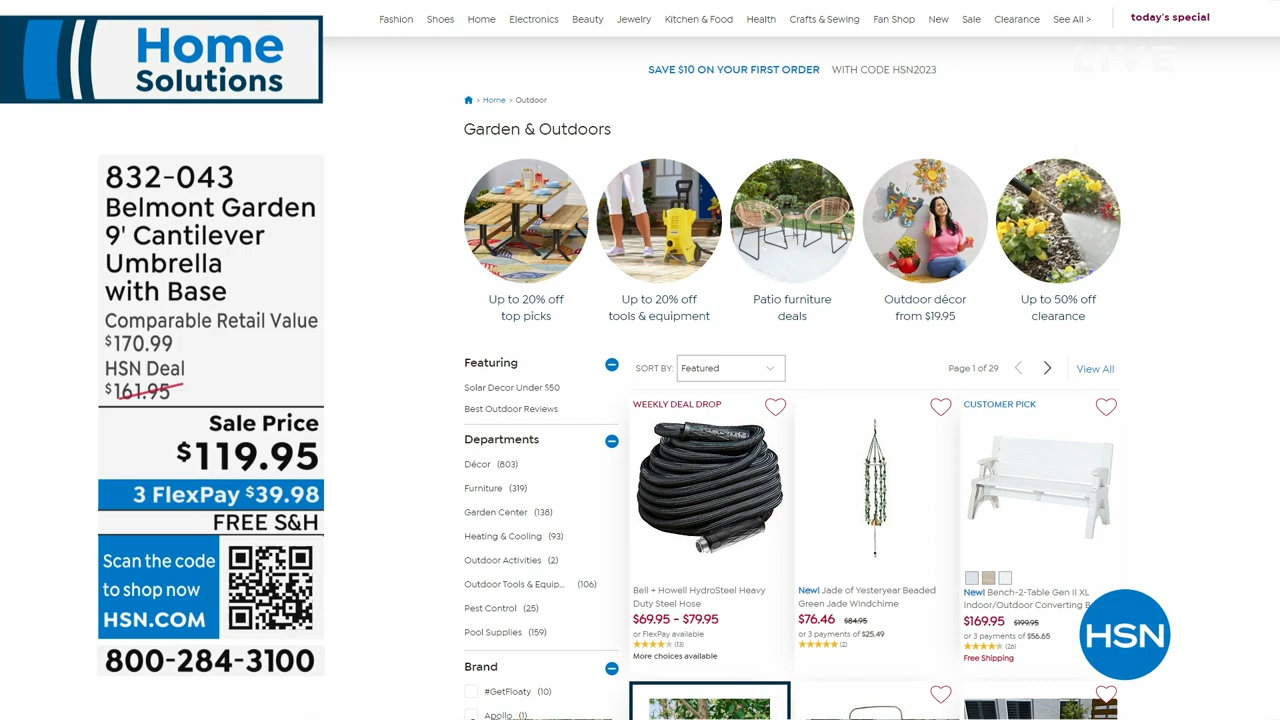 Home
Solutions
832-043
Belmont Garden
9' Cantilever
Umbrella
with Base
Comparable Retail Value
$170.99
HSN Deal
$161.95
Sale Price
$119.95
3 FlexPay $39.98
FREE S&H
Scan the code
to shop now
HSN.COM
800-284-3100
Fashion Shoes Home Electronics Beauty Jewelry Kitchen & Food Health Crafts & Sewing Fan Shop New Sale Clearance See All > today's special
LIVE
SAVE $10 ON YOUR FIRST ORDER WITH CODE HSN2023
> Home > Outdoor
Garden & Outdoors
Up to 20% off
top picks
Up to 20% off
tools & equipment
Patio furniture
deals
Outdoor décor
from $19.95
Up to 50% off
clearance
Featuring
Solar Decor Under $50
Best Outdoor Reviews
Departments
Décor (803)
Furniture (319)
Garden Center (138)
Heating & Cooling (93)
Outdoor Activities (2)
Outdoor Tools & Equip... (106)
Pest Control (25)
Pool Supplies (159)
Brand
#GetFloaty (10)
Apollo (1)
SORT BY: Featured
Page 1 of 29
View All
WEEKLY DEAL DROP
Bell + Howell HydroSteel Heavy
Duty Steel Hose
$69.95 - $79.95
or FlexPay available
(13)
More choices available
New! Jade of Yesteryear Beaded
Green Jade Windchime
$76.46 $84.95
or 3 payments of $25.49
(2)
CUSTOMER PICK
New! Bench-2-Table Gen II XL
Indoor/Outdoor Converting B
$169.95 $199.95
or 3 payments of $56.65
(26)
Free Shipping
HSN